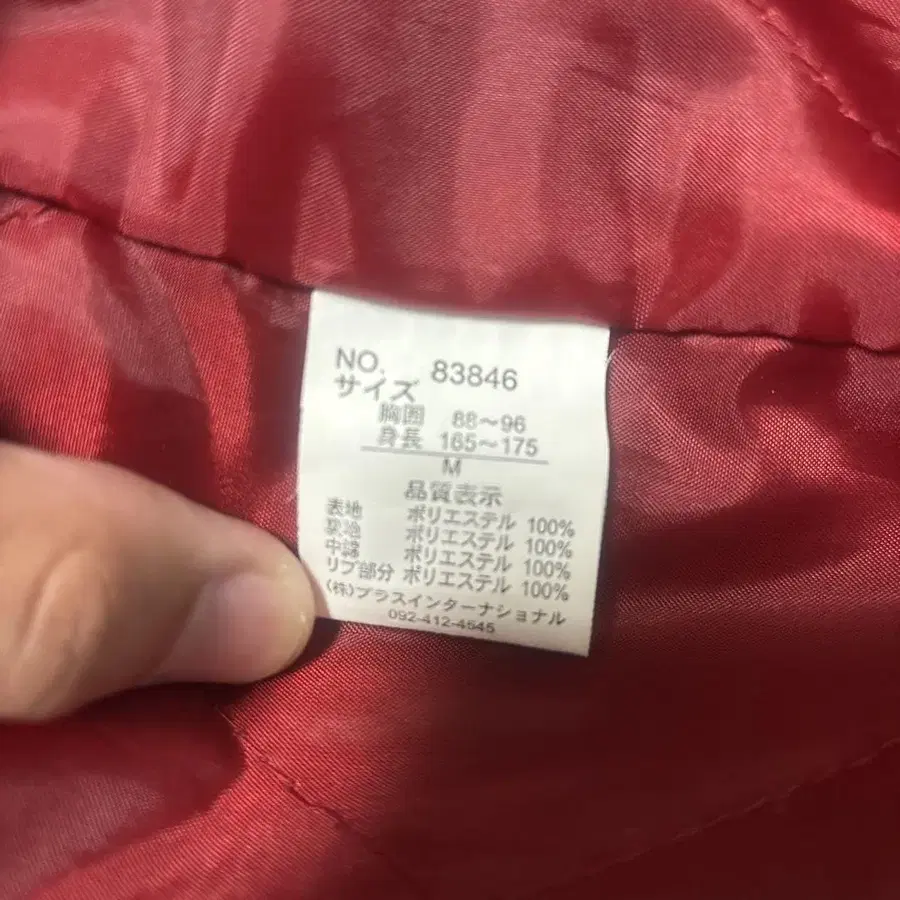 NO. 83846
サイズ
胸囲 88～96
身長 165～175
M
品質表示
表地 ポリエステル 100%
裏地 ポリエステル 100%
中綿 ポリエステル 100%
リブ部分 ポリエステル 100%
(株)プラスインターナショナル
092-412-4545